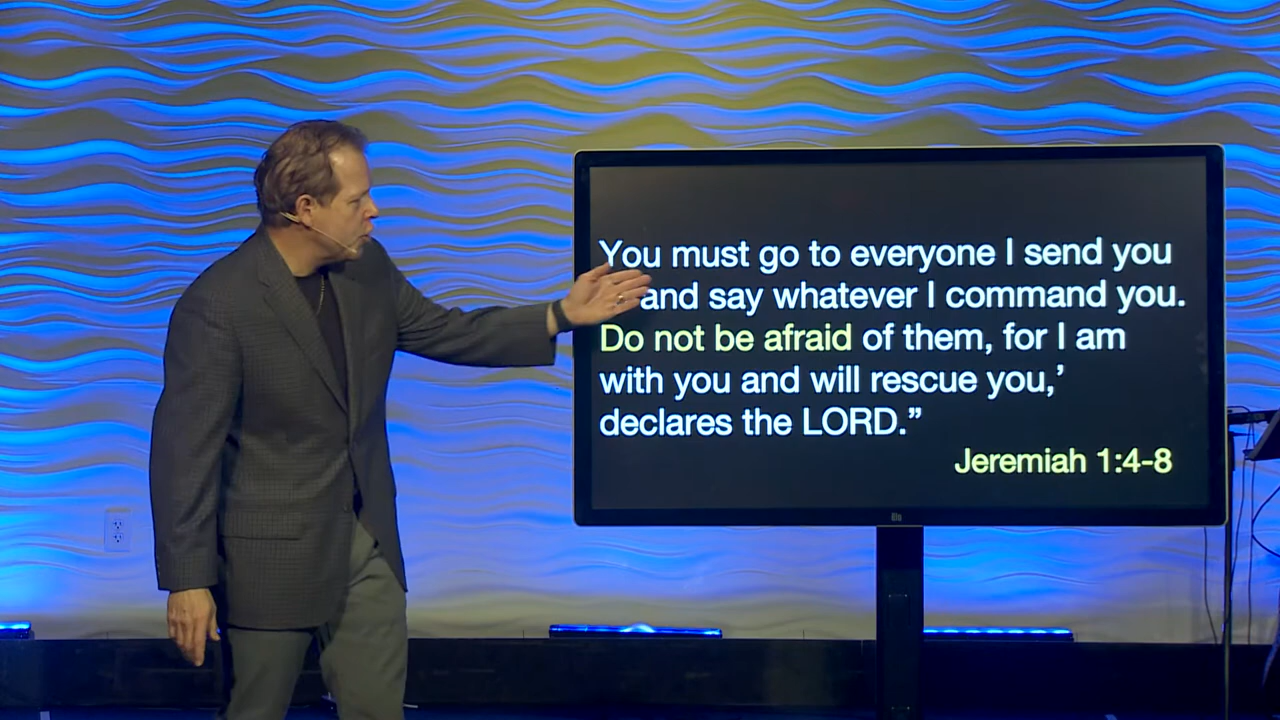 You must go to everyone I send you
and say whatever I command you.
Do not be afraid of them, for I am
with you and will rescue you,’
declares the LORD.”
Jeremiah 1:4-8
Elo